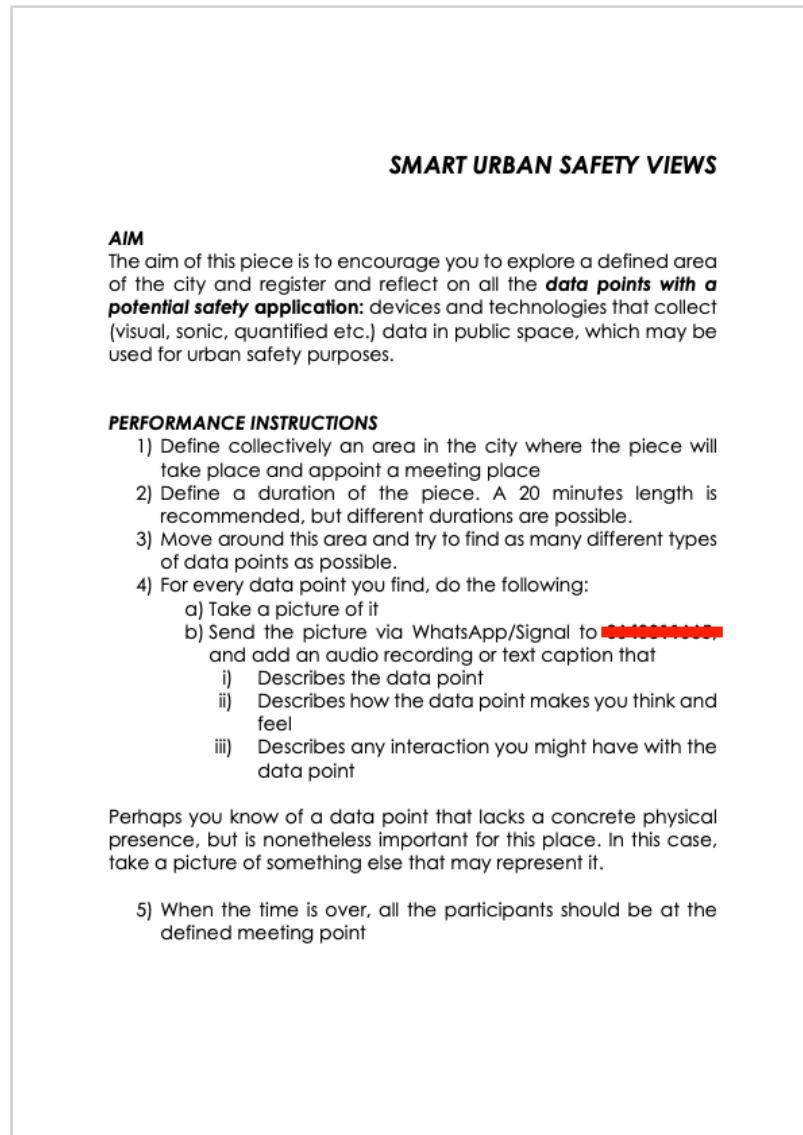 SMART URBAN SAFETY VIEWS
AIM
The aim of this piece is to encourage you to explore a defined area
of the city and register and reflect on all the data points with a
potential safety application: devices and technologies that collect
(visual, sonic, quantified etc.) data in public space, which may be
used for urban safety purposes.
PERFORMANCE INSTRUCTIONS
1) Define collectively an area in the city where the piece will
take place and appoint a meeting place
2) Define a duration of the piece. A 20 minutes length is
recommended, but different durations are possible.
3) Move around this area and try to find as many different types
of data points as possible.
4) For every data point you find, do the following:
a) Take a picture of it
b) Send the picture via WhatsApp/Signal to
and add an audio recording or text caption that
i) Describes the data point
ii) Describes how the data point makes you think and
feel
iii) Describes any interaction you might have with the
data point
Perhaps you know of a data point that lacks a concrete physical
presence, but is nonetheless important for this place. In this case,
take a picture of something else that may represent it.
5) When the time is over, all the participants should be at the
defined meeting point